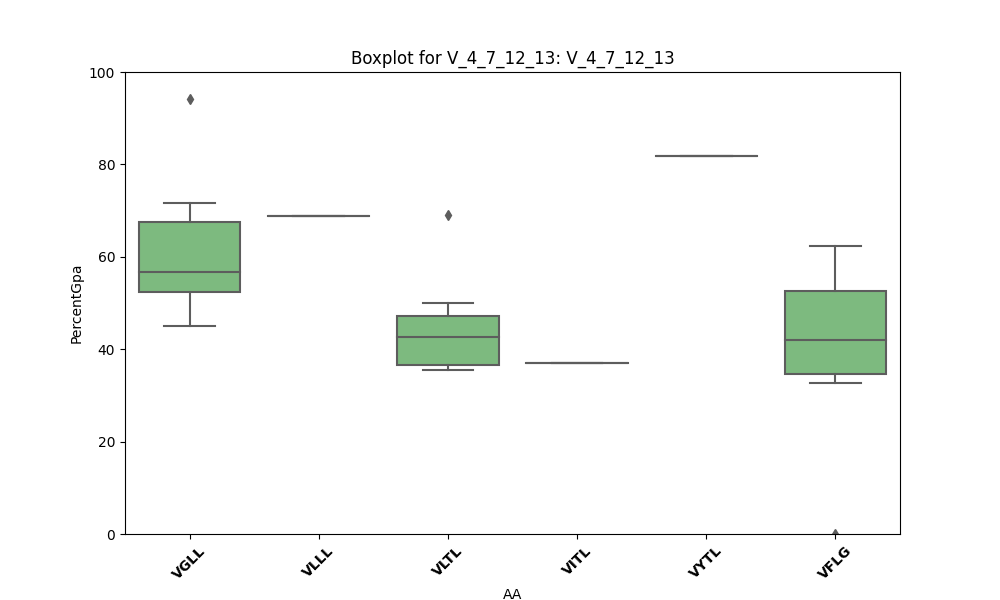 Boxplot for V_4_7_12_13: V_4_7_12_13
100
80
60
40
20
0
PercentGpa
VGLL
VLLL
VLTL
VITL
VYTL
VFLG
AA